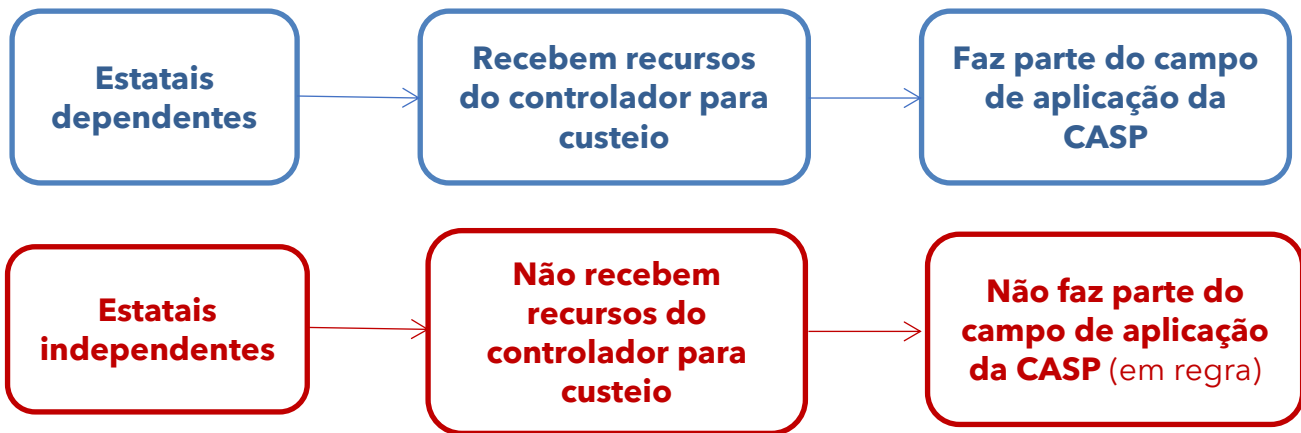 Estatais
dependentes
Recebem recursos
do controlador para
custeio
Faz parte do campo
de aplicação da
CASP
Estatais
independentes
Não recebem
recursos do
controlador para
custeio
Não faz parte do
campo de aplicação
da CASP (em regra)